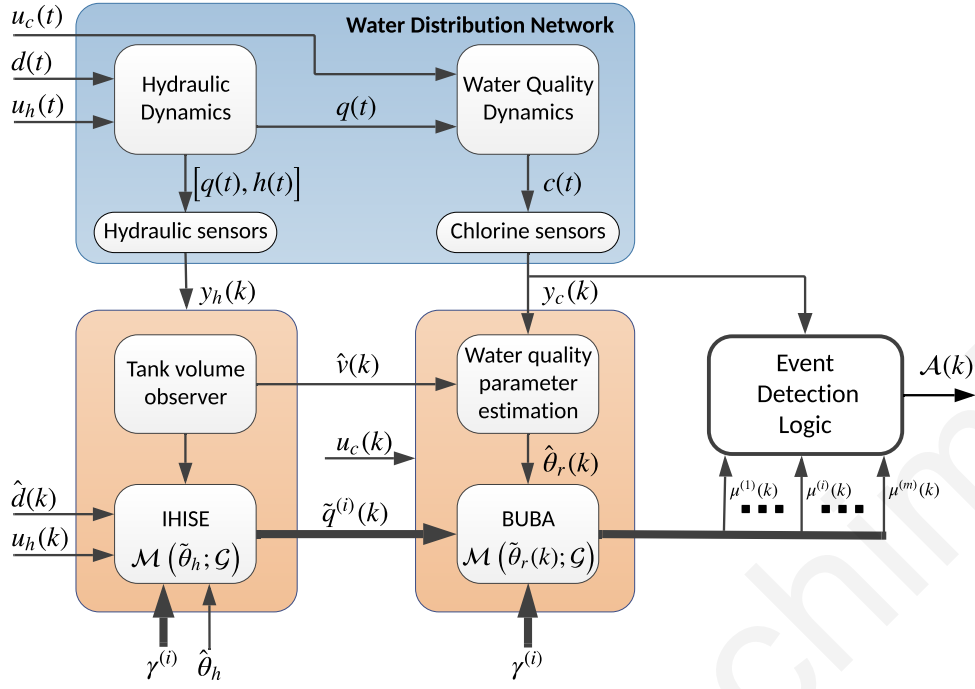 u_c(t)
Water Distribution Network
d(t)
Hydraulic
Dynamics
Water Quality
Dynamics
u_h(t)
q(t)
[q(t), h(t)]
c(t)
Hydraulic sensors
Chlorine sensors
y_h(k)
y_c(k)
Tank volume
observer
v̂(k)
Water quality
parameter
estimation
Event
Detection
Logic
𝒜(k)
u_c(k)
θ̂_r(k)
d̂(k)
μ^(1)(k)
μ^(i)(k)
μ^(m)(k)
IHISE
ℳ(θ̃_h; 𝒢)
q̃^(i)(k)
BUBA
ℳ(θ̃_r(k); 𝒢)
u_h(k)
γ^(i)
θ̂_h
γ^(i)